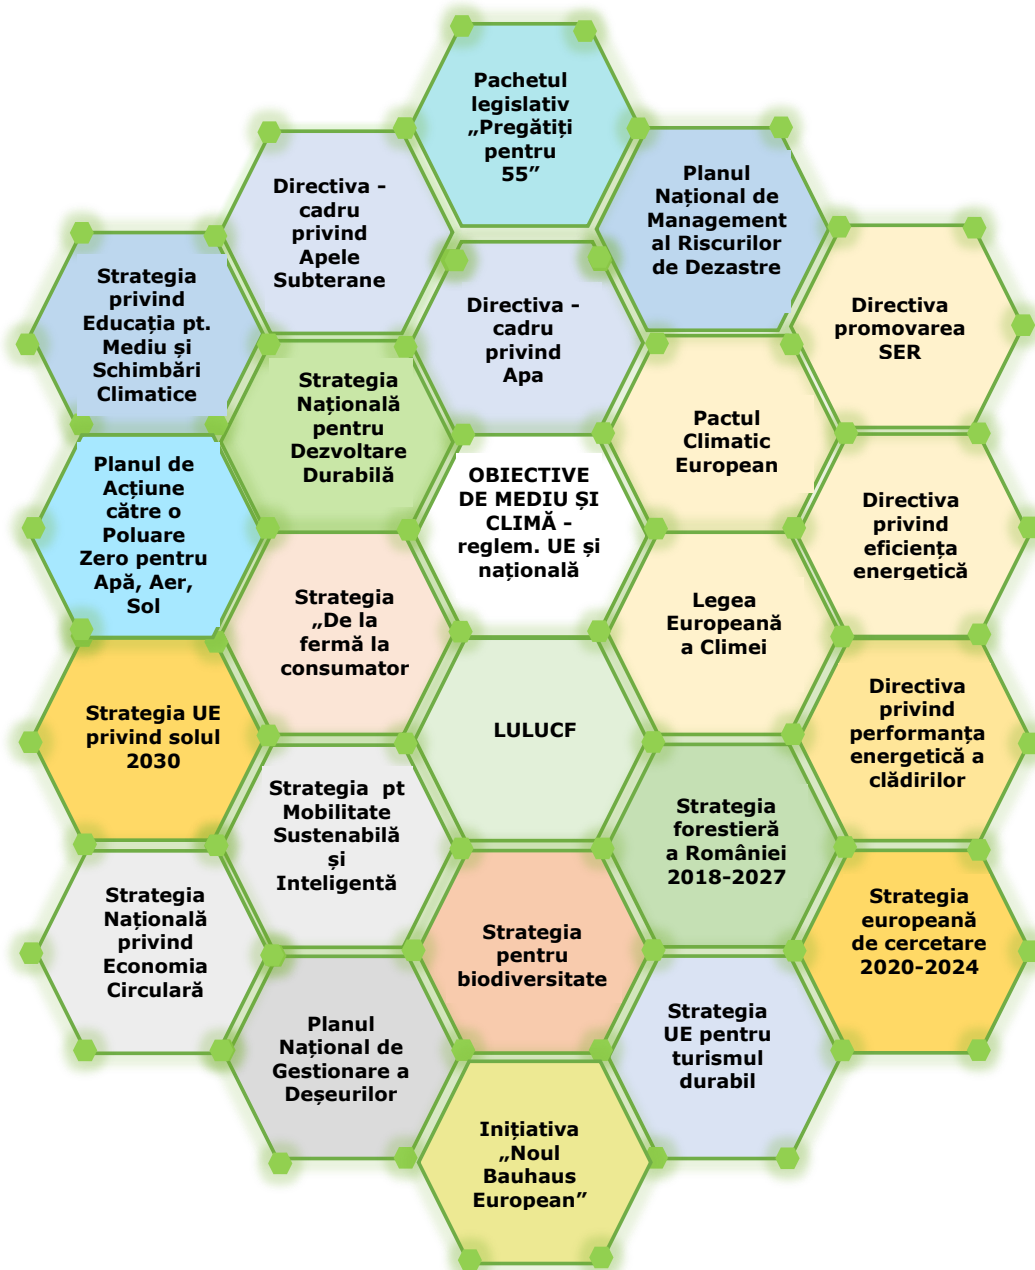 Pachetul
legislativ
„Pregătiți
pentru
55”
Directiva -
cadru
privind
Apele
Subterane
Planul
Național de
Management
al Riscurilor
de Dezastre
Strategia
privind
Educația pt.
Mediu și
Schimbări
Climatice
Directiva -
cadru
privind
Apa
Directiva
promovarea
SER
Strategia
Națională
pentru
Dezvoltare
Durabilă
Pactul
Climatic
European
Planul de
Acțiune
către o
Poluare
Zero pentru
Apă, Aer,
Sol
OBIECTIVE
DE MEDIU ȘI
CLIMĂ -
reglem. UE și
națională
Directiva
privind
eficiența
energetică
Strategia
„De la
fermă la
consumator
Legea
Europeană
a Climei
Strategia UE
privind solul
2030
LULUCF
Directiva
privind
performanța
energetică a
clădirilor
Strategia pt
Mobilitate
Sustenabilă
și
Inteligentă
Strategia
forestieră
a României
2018-2027
Strategia
Națională
privind
Economia
Circulară
Strategia
pentru
biodiversitate
Strategia
europeană
de cercetare
2020-2024
Planul
Național de
Gestionare a
Deșeurilor
Strategia
UE pentru
turismul
durabil
Inițiativa
„Noul
Bauhaus
European”